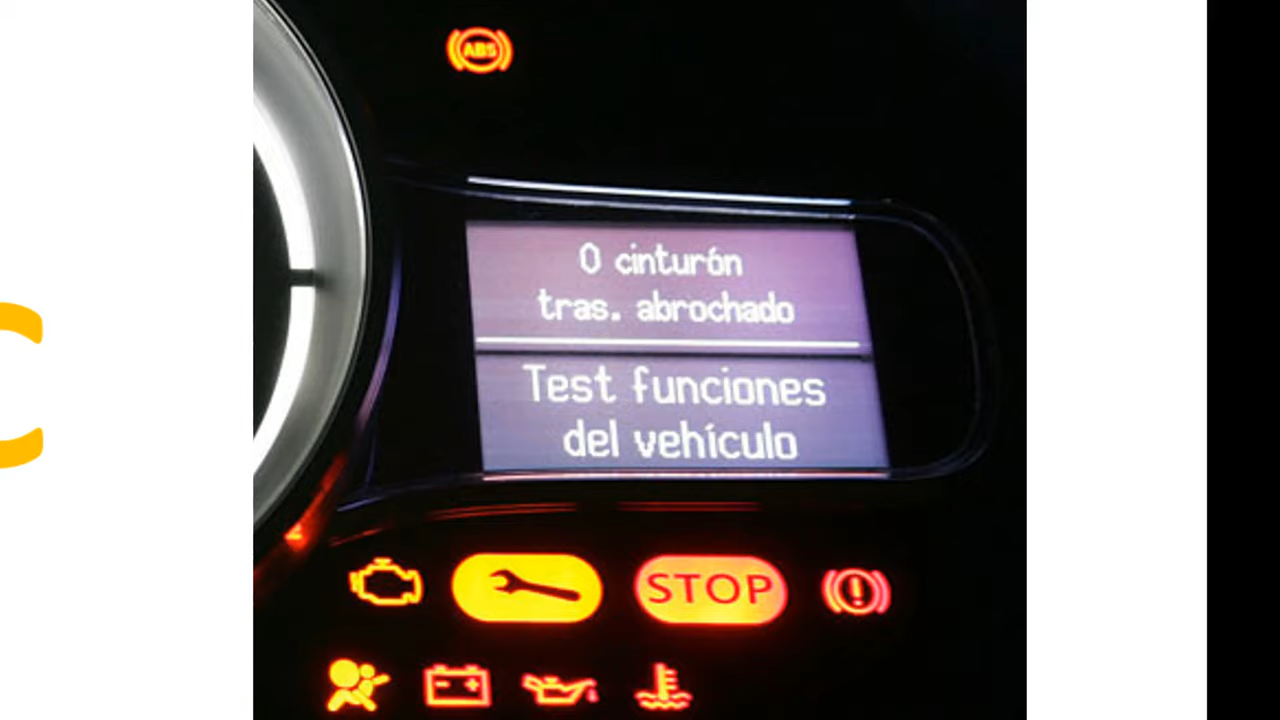 ABS
0 cinturón
tras. abrochado
Test funciones
del vehículo
STOP